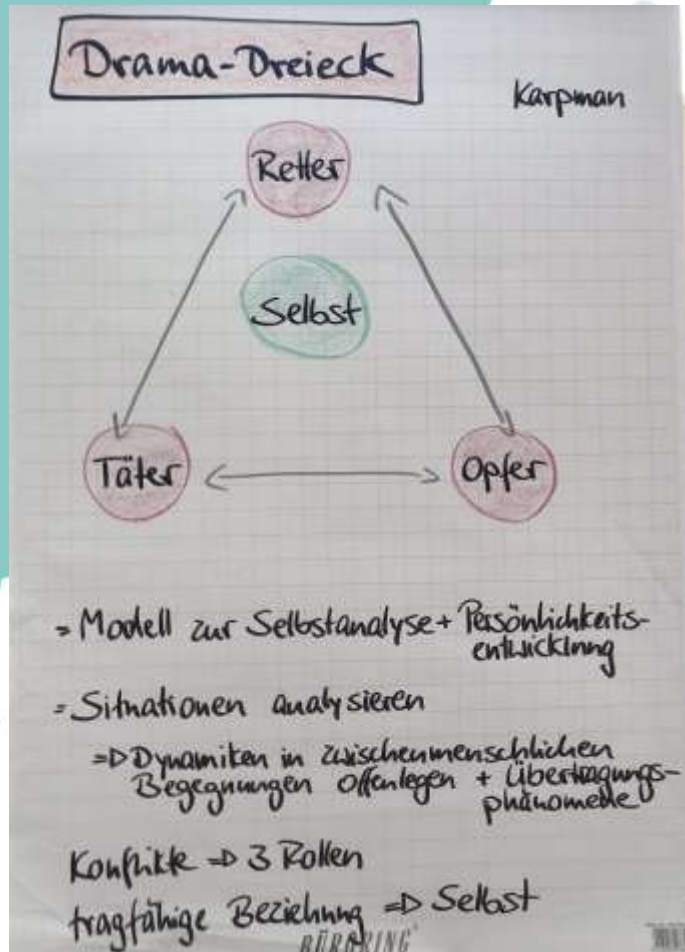 Drama-Dreieck
Karpman
Retter
Selbst
Täter
Opfer
= Modell zur Selbstanalyse + Persönlichkeits-
entwicklung
= Situationen analysieren
=> Dynamiken in zwischenmenschlichen
Begegnungen offenlegen + Übertragungs-
phänomene
Konflikte => 3 Rollen
tragfähige Beziehung => Selbst
BÜRORING